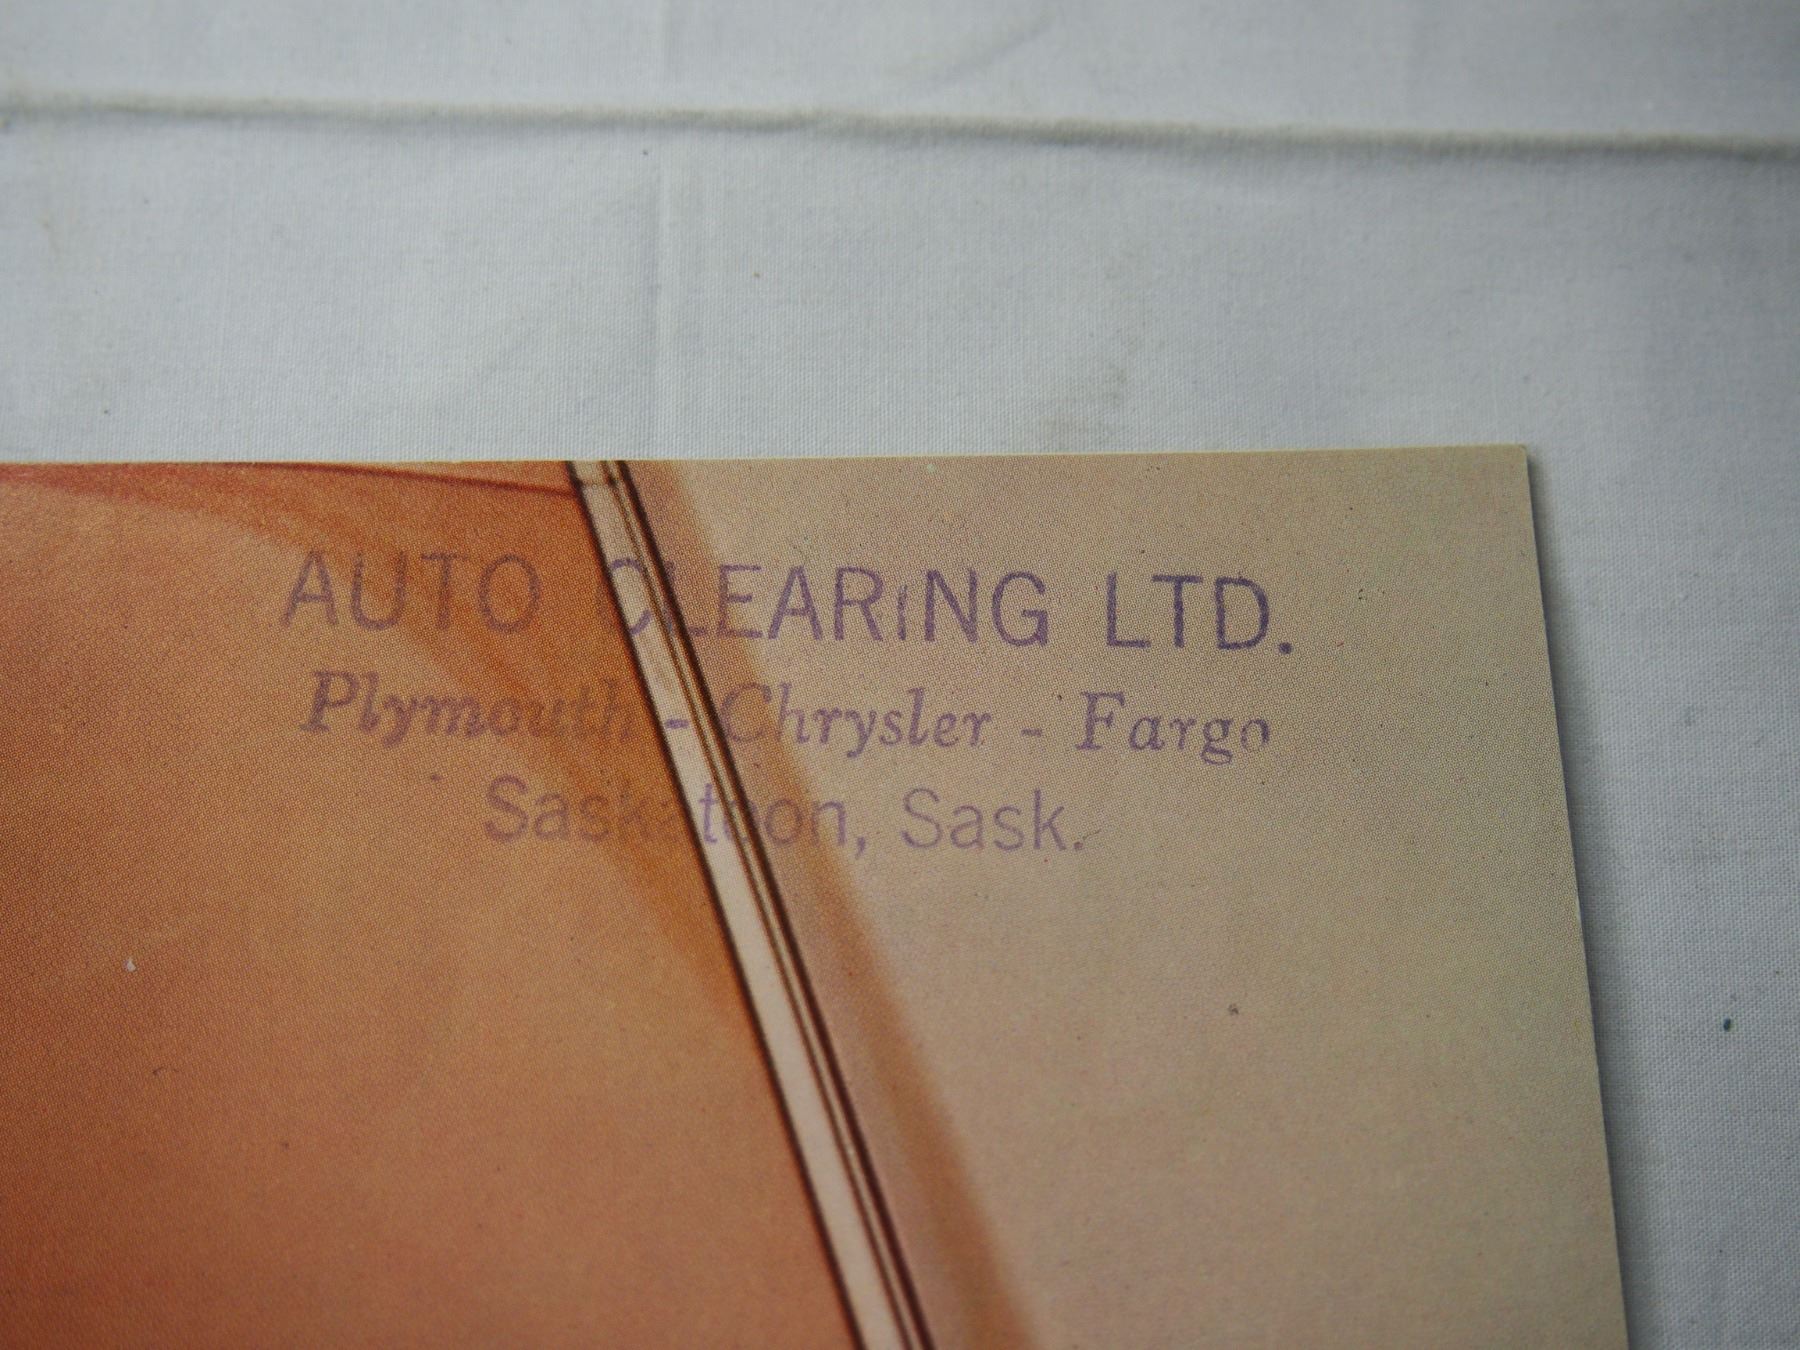 AUTO CLEARING LTD.
Plymouth - Chrysler - Fargo
Saskatoon, Sask.